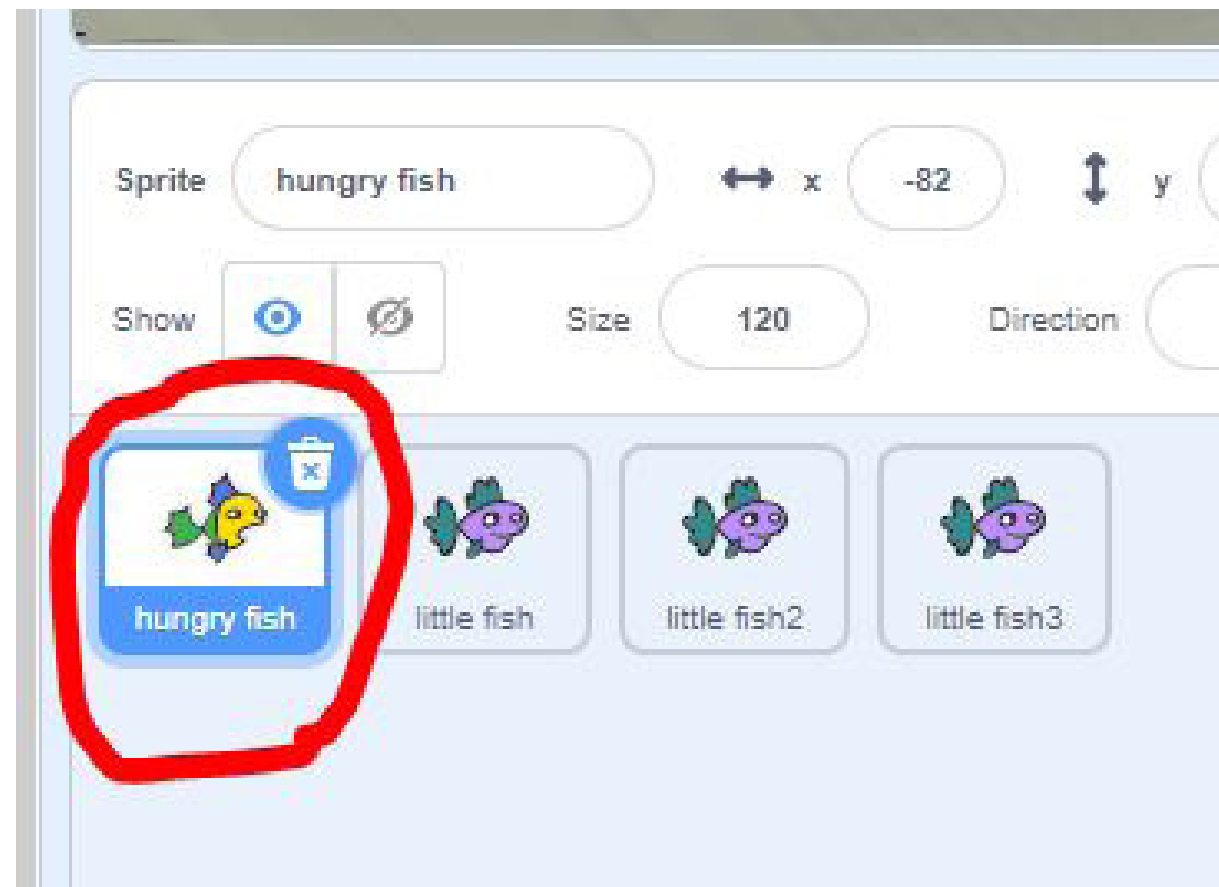 Sprite hungry fish x -82 y
Show Size 120 Direction
hungry fish little fish little fish2 little fish3